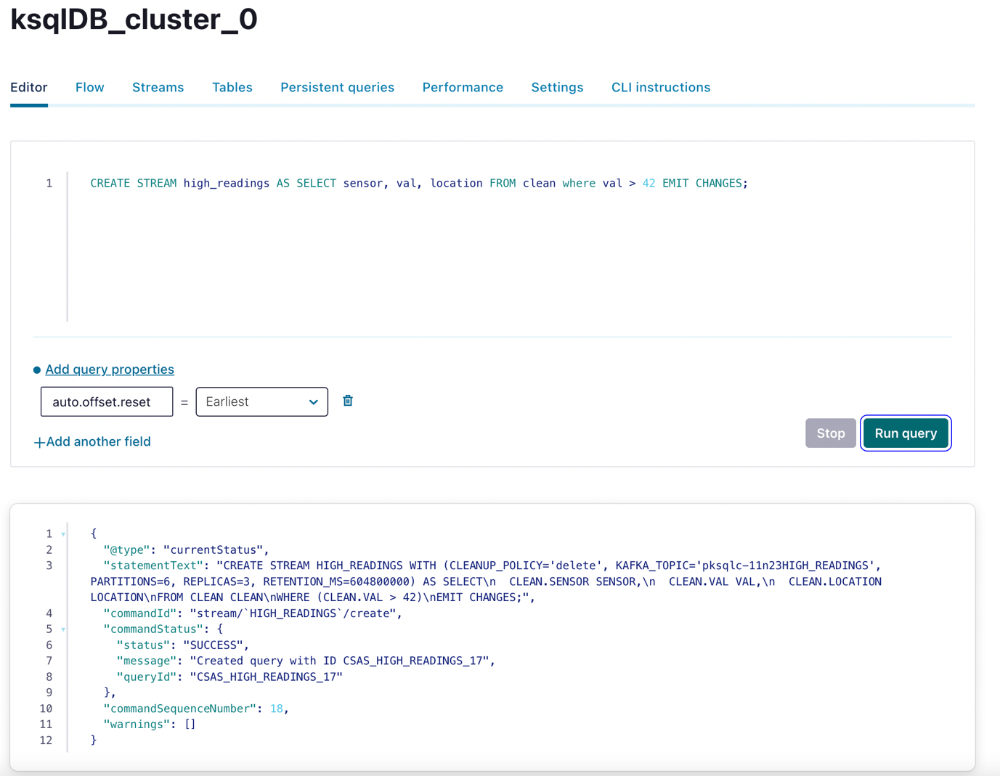 ksqlDB_cluster_0
Editor Flow Streams Tables Persistent queries Performance Settings CLI instructions
1 CREATE STREAM high_readings AS SELECT sensor, val, location FROM clean where val > 42 EMIT CHANGES;
Add query properties
auto.offset.reset = Earliest
+Add another field
Stop Run query
1 {
2 "@type": "currentStatus",
3 "statementText": "CREATE STREAM HIGH_READINGS WITH (CLEANUP_POLICY='delete', KAFKA_TOPIC='pksqlc-11n23HIGH_READINGS',
PARTITIONS=6, REPLICAS=3, RETENTION_MS=604800000) AS SELECT\n  CLEAN.SENSOR SENSOR,\n  CLEAN.VAL VAL,\n  CLEAN.LOCATION
LOCATION\nFROM CLEAN CLEAN\nWHERE (CLEAN.VAL > 42)\nEMIT CHANGES;",
4 "commandId": "stream/`HIGH_READINGS`/create",
5 "commandStatus": {
6 "status": "SUCCESS",
7 "message": "Created query with ID CSAS_HIGH_READINGS_17",
8 "queryId": "CSAS_HIGH_READINGS_17"
9 },
10 "commandSequenceNumber": 18,
11 "warnings": []
12 }